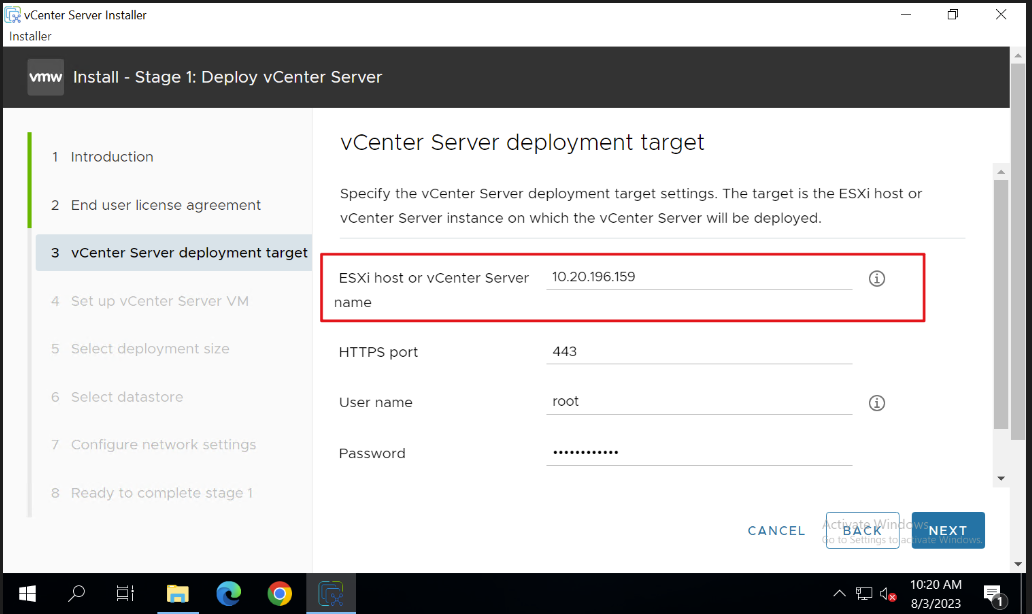 vCenter Server Installer
Installer
vmw Install - Stage 1: Deploy vCenter Server
1 Introduction
2 End user license agreement
3 vCenter Server deployment target
4 Set up vCenter Server VM
5 Select deployment size
6 Select datastore
7 Configure network settings
8 Ready to complete stage 1
vCenter Server deployment target
Specify the vCenter Server deployment target settings. The target is the ESXi host or
vCenter Server instance on which the vCenter Server will be deployed.
ESXi host or vCenter Server 10.20.196.159
name
HTTPS port 443
User name root
Password ••••••••••••
Activate Windows
Go to Settings to activate Windows.
CANCEL BACK NEXT
10:20 AM
8/3/2023
1